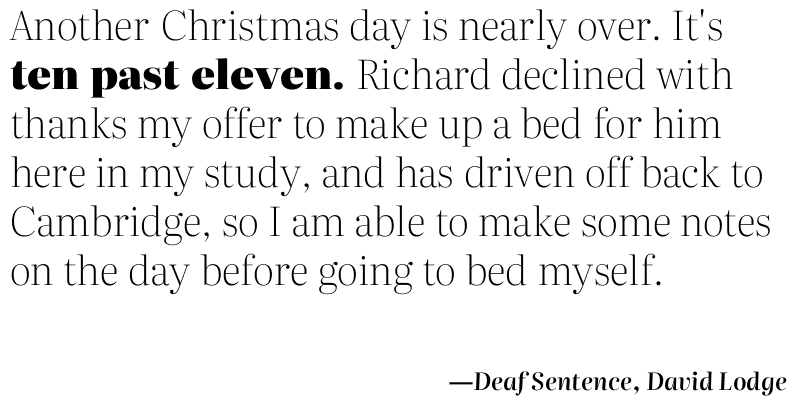 Another Christmas day is nearly over. It's
ten past eleven. Richard declined with
thanks my offer to make up a bed for him
here in my study, and has driven off back to
Cambridge, so I am able to make some notes
on the day before going to bed myself.
—Deaf Sentence, David Lodge